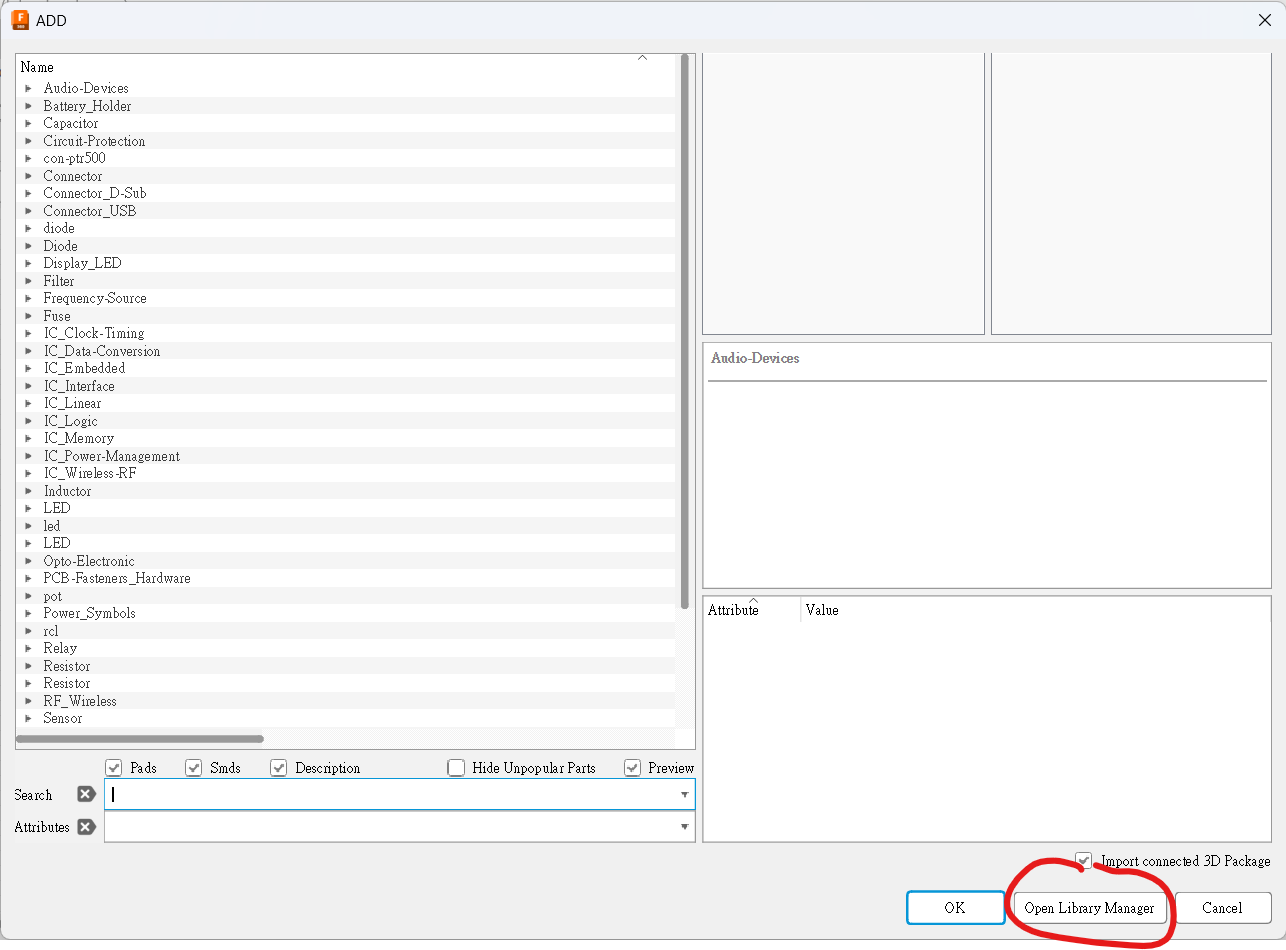 ADD
Name
Audio-Devices
Battery_Holder
Capacitor
Circuit-Protection
con-ptr500
Connector
Connector_D-Sub
Connector_USB
diode
Diode
Display_LED
Filter
Frequency-Source
Fuse
IC_Clock-Timing
IC_Data-Conversion
IC_Embedded
IC_Interface
IC_Linear
IC_Logic
IC_Memory
IC_Power-Management
IC_Wireless-RF
Inductor
LED
led
LED
Opto-Electronic
PCB-Fasteners_Hardware
pot
Power_Symbols
rcl
Relay
Resistor
Resistor
RF_Wireless
Sensor
Pads Smds Description Hide Unpopular Parts Preview
Search
Attributes
Audio-Devices
Attribute Value
Import connected 3D Package
OK Open Library Manager Cancel